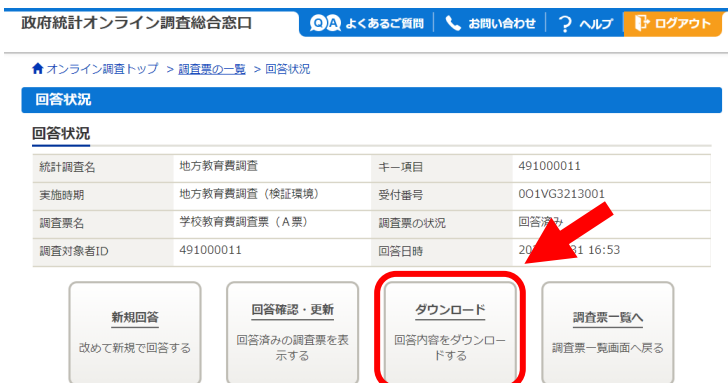 政府統計オンライン調査総合窓口
Q A よくあるご質問 お問い合わせ ? ヘルプ ログアウト
オンライン調査トップ > 調査票の一覧 > 回答状況
回答状況
回答状況
統計調査名 地方教育費調査 キー項目 491000011
実施時期 地方教育費調査（検証環境） 受付番号 0O1VG3213001
調査票名 学校教育費調査票（A票） 調査票の状況 回答済み
調査対象者ID 491000011 回答日時 16:53
新規回答
改めて新規で回答する
回答確認・更新
回答済みの調査票を表
示する
ダウンロード
回答内容をダウンロー
ドする
調査票一覧へ
調査票一覧画面へ戻る